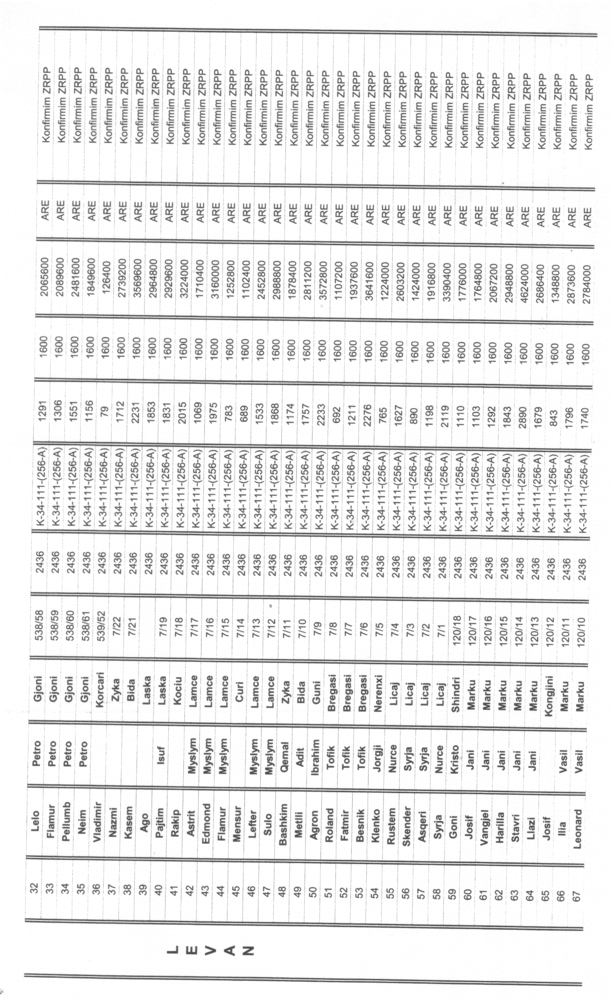 LEVAN
32 Lelo Petro Gjoni 538/58 2436 K-34-111-(256-A) 1291 1600 2065600 ARE Konfirmim ZRPP
33 Flamur Petro Gjoni 538/59 2436 K-34-111-(256-A) 1306 1600 2089600 ARE Konfirmim ZRPP
34 Pellumb Petro Gjoni 538/60 2436 K-34-111-(256-A) 1551 1600 2481600 ARE Konfirmim ZRPP
35 Neim Petro Gjoni 538/61 2436 K-34-111-(256-A) 1156 1600 1849600 ARE Konfirmim ZRPP
36 Vladimir Korcari 539/52 2436 K-34-111-(256-A) 79 1600 126400 ARE Konfirmim ZRPP
37 Nazmi Zyka 7/22 2436 K-34-111-(256-A) 1712 1600 2739200 ARE Konfirmim ZRPP
38 Kasem Bida 7/21 2436 K-34-111-(256-A) 2231 1600 3569600 ARE Konfirmim ZRPP
39 Ago Laska 2436 K-34-111-(256-A) 1853 1600 2964800 ARE Konfirmim ZRPP
40 Pajtim Isuf Laska 7/19 2436 K-34-111-(256-A) 1831 1600 2929600 ARE Konfirmim ZRPP
41 Rakip Kociu 7/18 2436 K-34-111-(256-A) 2015 1600 3224000 ARE Konfirmim ZRPP
42 Astrit Myslym Lamce 7/17 2436 K-34-111-(256-A) 1069 1600 1710400 ARE Konfirmim ZRPP
43 Edmond Myslym Lamce 7/16 2436 K-34-111-(256-A) 1975 1600 3160000 ARE Konfirmim ZRPP
44 Flamur Myslym Lamce 7/15 2436 K-34-111-(256-A) 783 1600 1252800 ARE Konfirmim ZRPP
45 Mensur Curi 7/14 2436 K-34-111-(256-A) 689 1600 1102400 ARE Konfirmim ZRPP
46 Lefter Myslym Lamce 7/13 2436 K-34-111-(256-A) 1533 1600 2452800 ARE Konfirmim ZRPP
47 Sulo Myslym Lamce 7/12 2436 K-34-111-(256-A) 1868 1600 2988800 ARE Konfirmim ZRPP
48 Bashkim Qemal Zyka 7/11 2436 K-34-111-(256-A) 1174 1600 1878400 ARE Konfirmim ZRPP
49 Metlli Adit Bida 7/10 2436 K-34-111-(256-A) 1757 1600 2811200 ARE Konfirmim ZRPP
50 Agron Ibrahim Guni 7/9 2436 K-34-111-(256-A) 2233 1600 3572800 ARE Konfirmim ZRPP
51 Roland Tofik Bregasi 7/8 2436 K-34-111-(256-A) 692 1600 1107200 ARE Konfirmim ZRPP
52 Fatmir Tofik Bregasi 7/7 2436 K-34-111-(256-A) 1211 1600 1937600 ARE Konfirmim ZRPP
53 Besnik Tofik Bregasi 7/6 2436 K-34-111-(256-A) 2276 1600 3641600 ARE Konfirmim ZRPP
54 Klenko Jorgji Nerenxi 7/5 2436 K-34-111-(256-A) 765 1600 1224000 ARE Konfirmim ZRPP
55 Rustem Nurce Licaj 7/4 2436 K-34-111-(256-A) 1627 1600 2603200 ARE Konfirmim ZRPP
56 Skender Syrja Licaj 7/3 2436 K-34-111-(256-A) 890 1600 1424000 ARE Konfirmim ZRPP
57 Asqeri Syrja Licaj 7/2 2436 K-34-111-(256-A) 1198 1600 1916800 ARE Konfirmim ZRPP
58 Syrja Nurce Licaj 7/1 2436 K-34-111-(256-A) 2119 1600 3390400 ARE Konfirmim ZRPP
59 Goni Kristo Shindri 120/18 2436 K-34-111-(256-A) 1110 1600 1776000 ARE Konfirmim ZRPP
60 Josif Jani Marku 120/17 2436 K-34-111-(256-A) 1103 1600 1764800 ARE Konfirmim ZRPP
61 Vangjel Jani Marku 120/16 2436 K-34-111-(256-A) 1292 1600 2067200 ARE Konfirmim ZRPP
62 Harilla Jani Marku 120/15 2436 K-34-111-(256-A) 1843 1600 2948800 ARE Konfirmim ZRPP
63 Stavri Jani Marku 120/14 2436 K-34-111-(256-A) 2890 1600 4624000 ARE Konfirmim ZRPP
64 Llazi Jani Marku 120/13 2436 K-34-111-(256-A) 1679 1600 2686400 ARE Konfirmim ZRPP
65 Josif Kongjini 120/12 2436 K-34-111-(256-A) 843 1600 1348800 ARE Konfirmim ZRPP
66 Ilia Vasil Marku 120/11 2436 K-34-111-(256-A) 1796 1600 2873600 ARE Konfirmim ZRPP
67 Leonard Vasil Marku 120/10 2436 K-34-111-(256-A) 1740 1600 2784000 ARE Konfirmim ZRPP